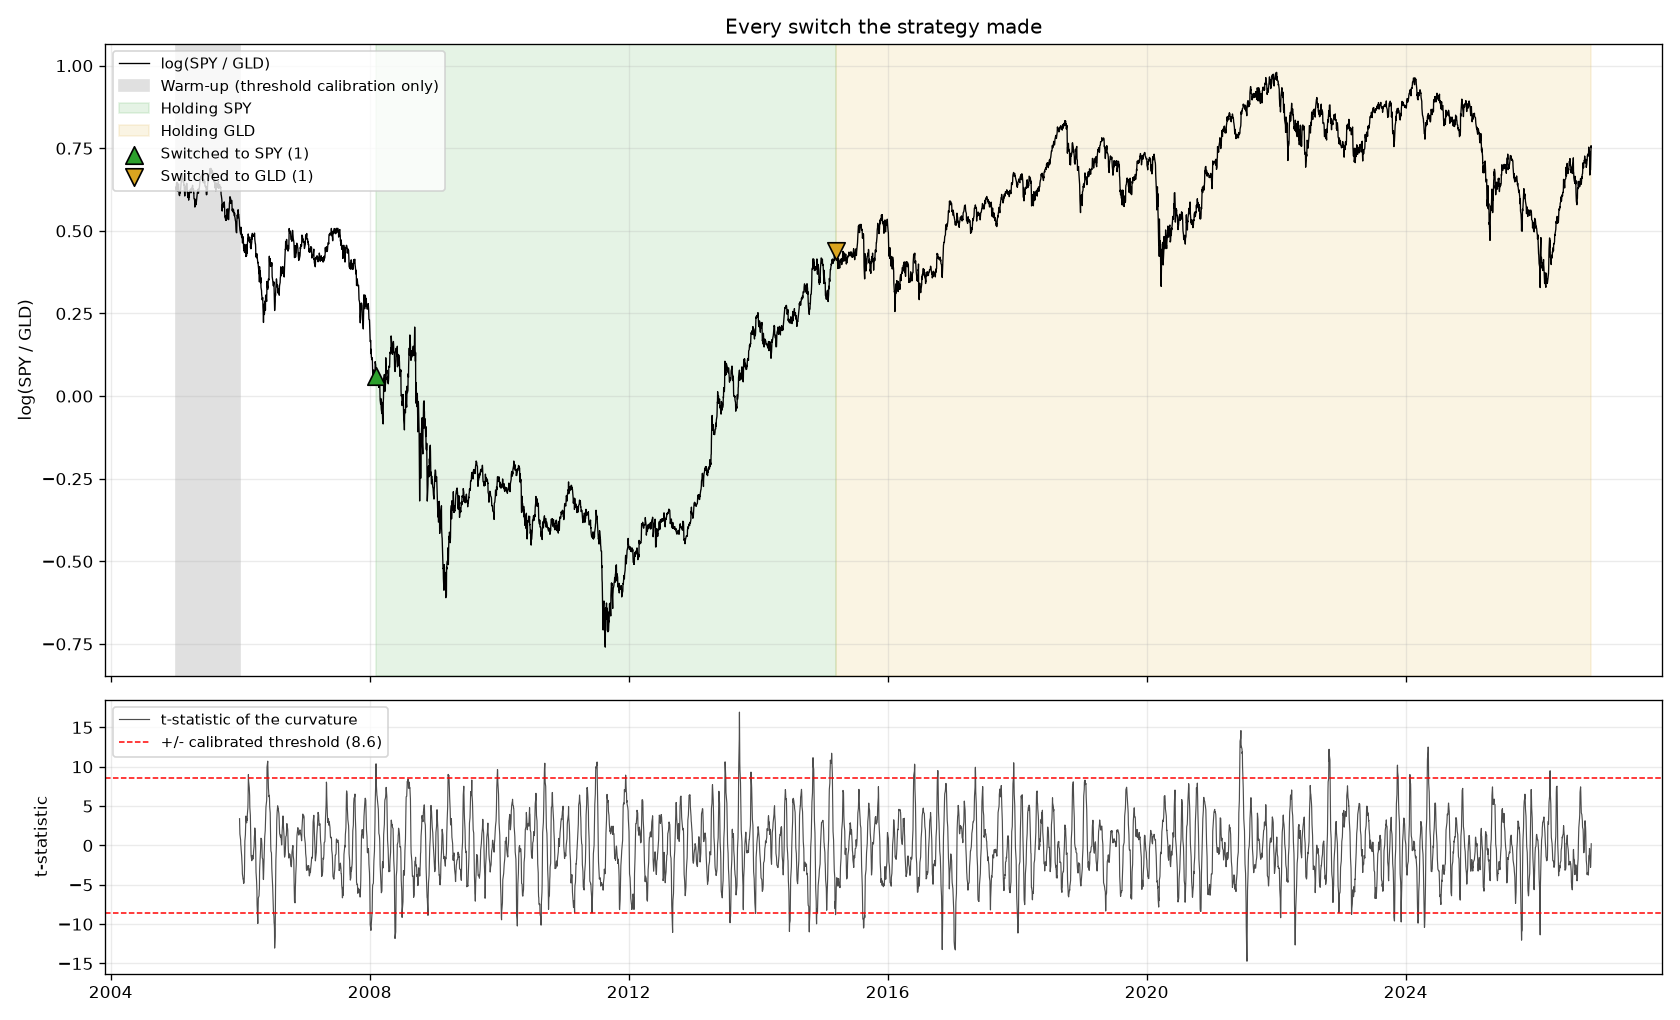 Every switch the strategy made
log(SPY / GLD)
Warm-up (threshold calibration only)
Holding SPY
Holding GLD
Switched to SPY (1)
Switched to GLD (1)
log(SPY / GLD)
1.00
0.75
0.50
0.25
0.00
−0.25
−0.50
−0.75
t-statistic of the curvature
+/- calibrated threshold (8.6)
t-statistic
15
10
5
0
−5
−10
−15
2004 2008 2012 2016 2020 2024